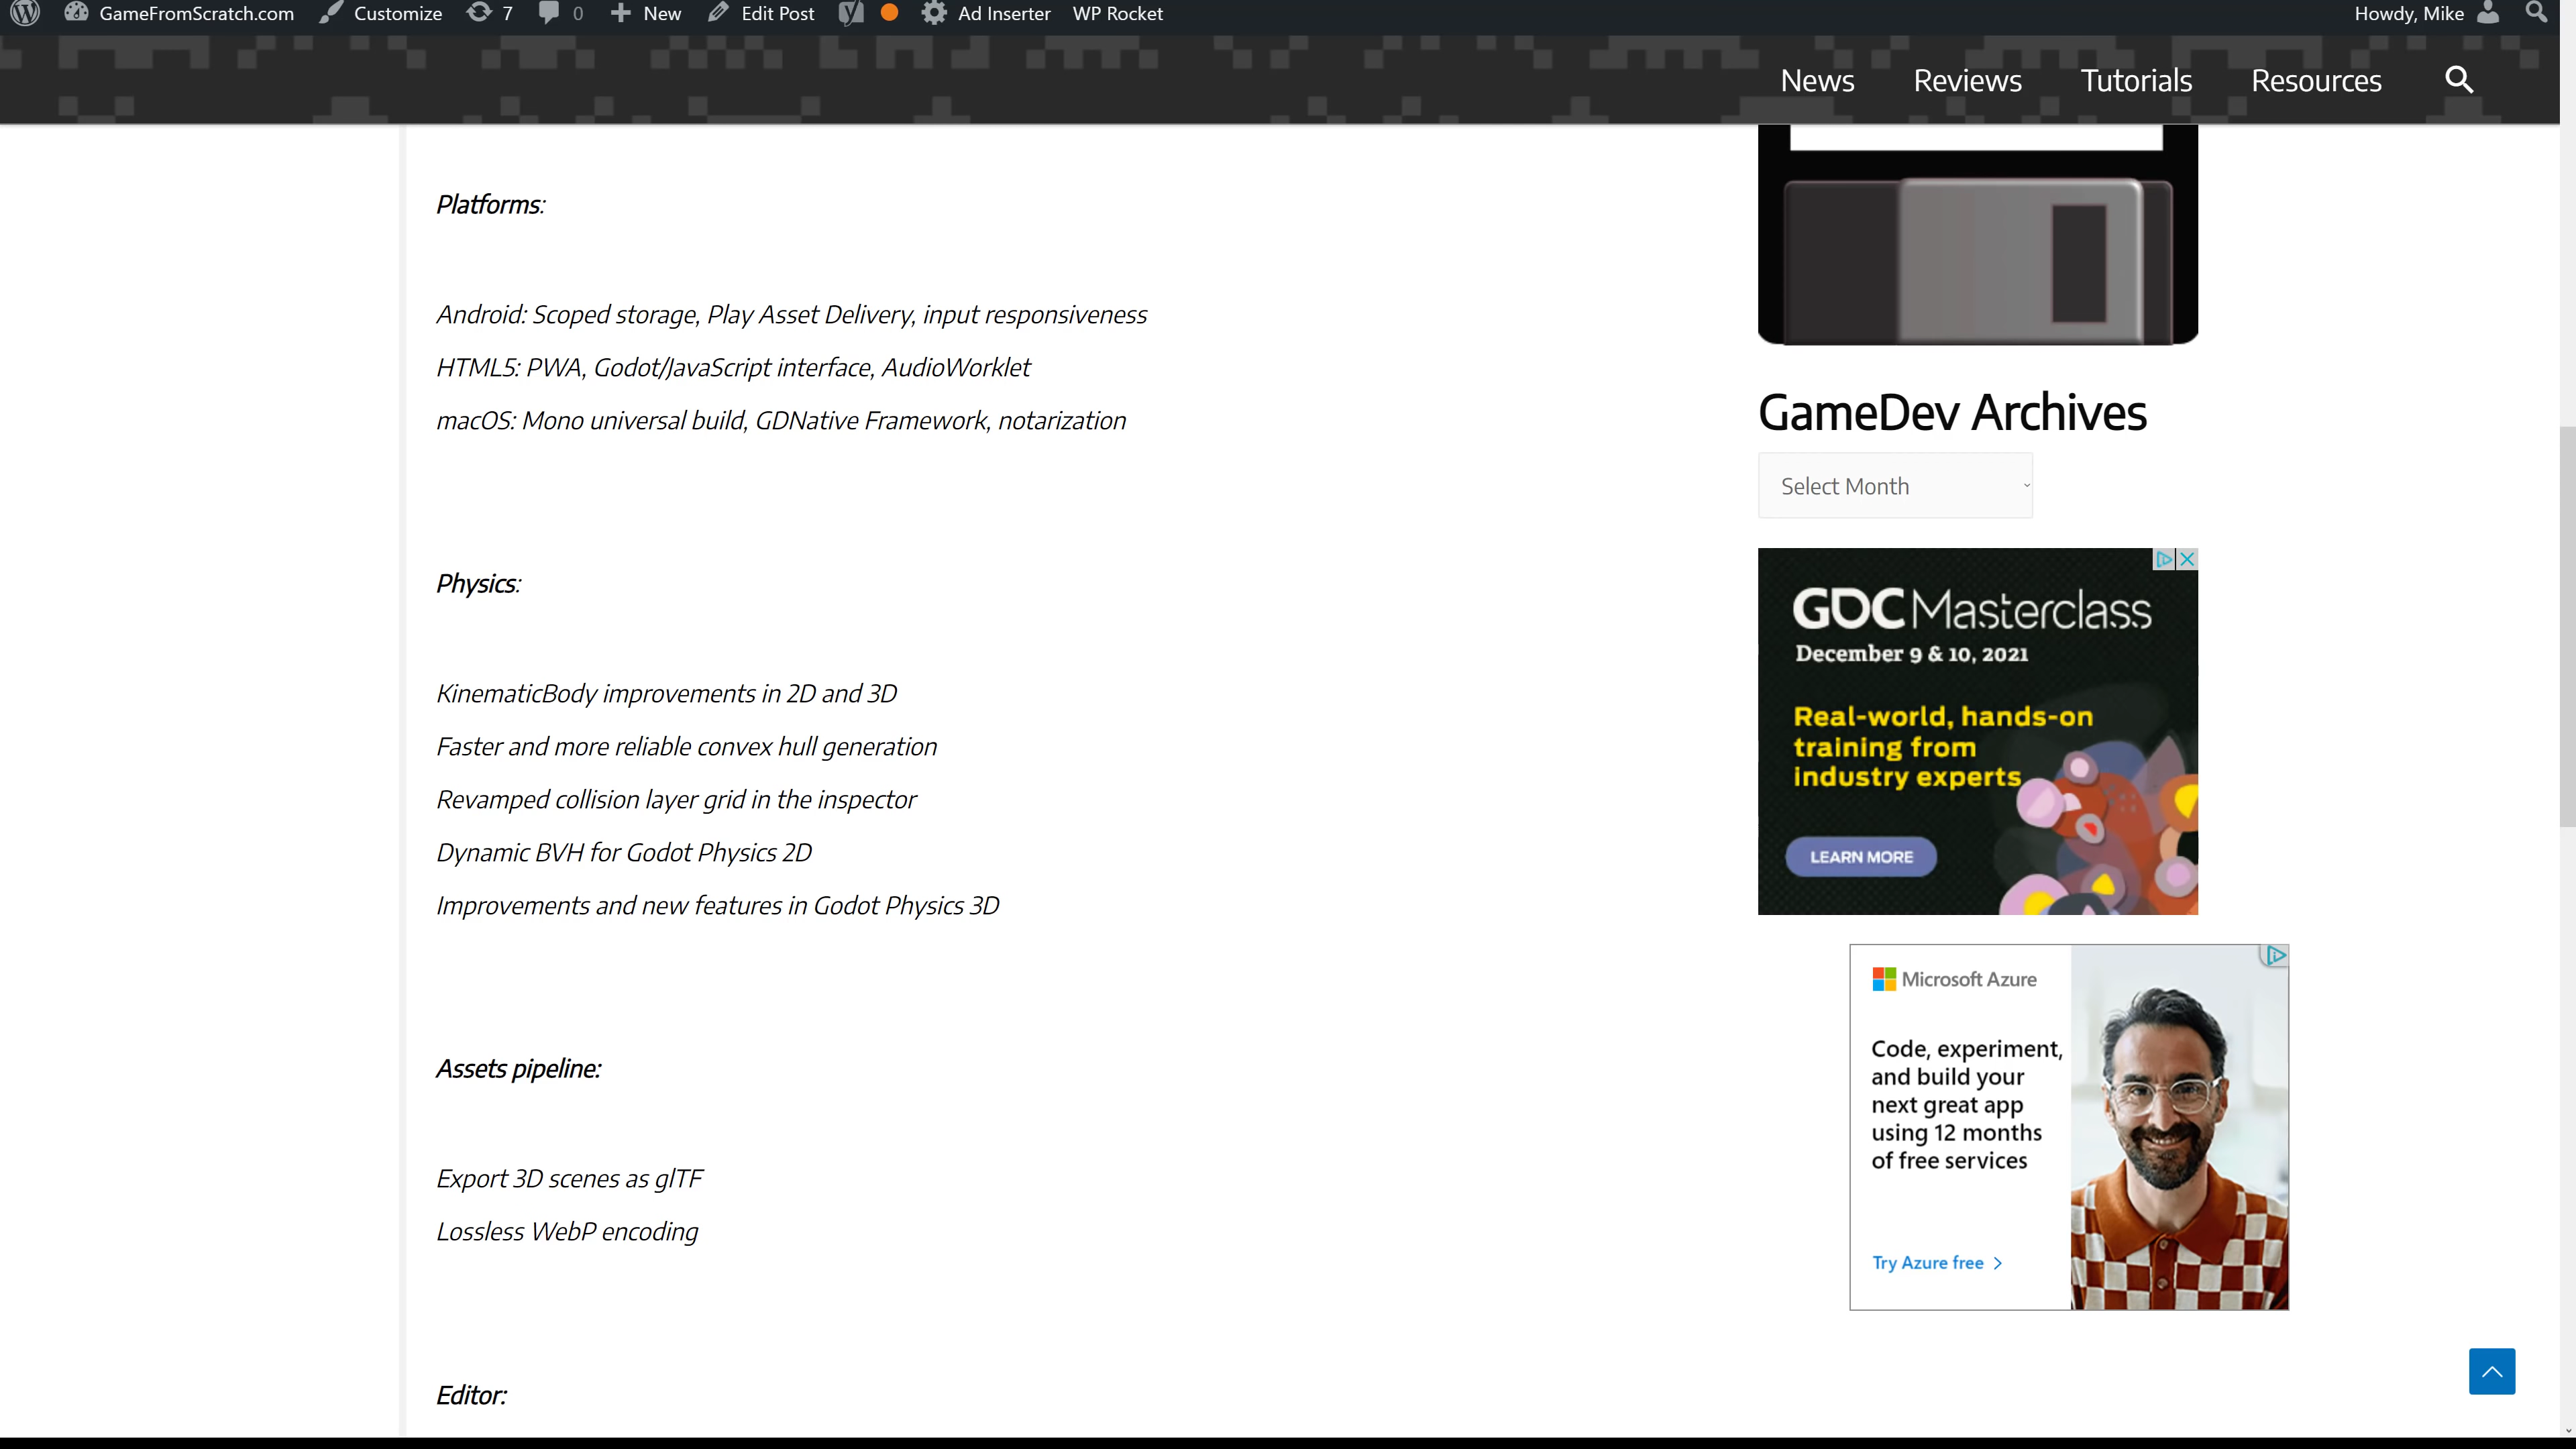 GameFromScratch.com Customize 7 0 New Edit Post Ad Inserter WP Rocket Howdy, Mike
News Reviews Tutorials Resources
Platforms:
Android: Scoped storage, Play Asset Delivery, input responsiveness
HTML5: PWA, Godot/JavaScript interface, AudioWorklet
macOS: Mono universal build, GDNative Framework, notarization
Physics:
KinematicBody improvements in 2D and 3D
Faster and more reliable convex hull generation
Revamped collision layer grid in the inspector
Dynamic BVH for Godot Physics 2D
Improvements and new features in Godot Physics 3D
Assets pipeline:
Export 3D scenes as glTF
Lossless WebP encoding
Editor:
GameDev Archives
Select Month
GDC Masterclass
December 9 & 10, 2021
Real-world, hands-on
training from
industry experts
LEARN MORE
Microsoft Azure
Code, experiment,
and build your
next great app
using 12 months
of free services
Try Azure free >